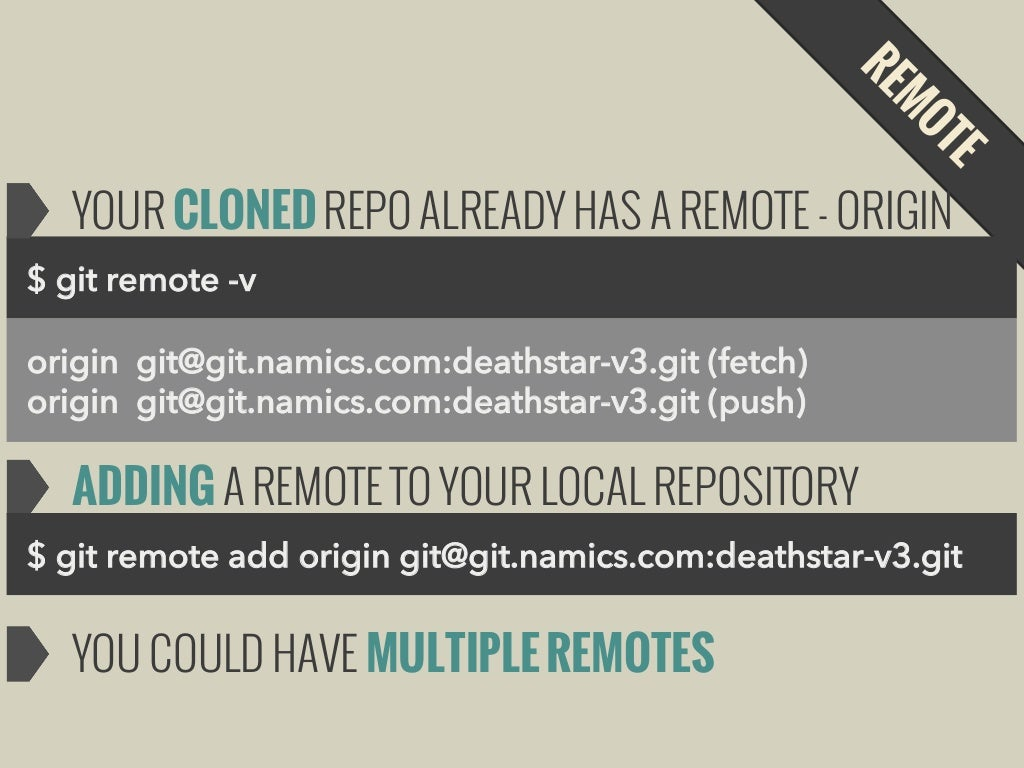 REMOTE
YOUR CLONED REPO ALREADY HAS A REMOTE - ORIGIN
$ git remote -v
origin git@git.namics.com:deathstar-v3.git (fetch)
origin git@git.namics.com:deathstar-v3.git (push)
ADDING A REMOTE TO YOUR LOCAL REPOSITORY
$ git remote add origin git@git.namics.com:deathstar-v3.git
YOU COULD HAVE MULTIPLE REMOTES